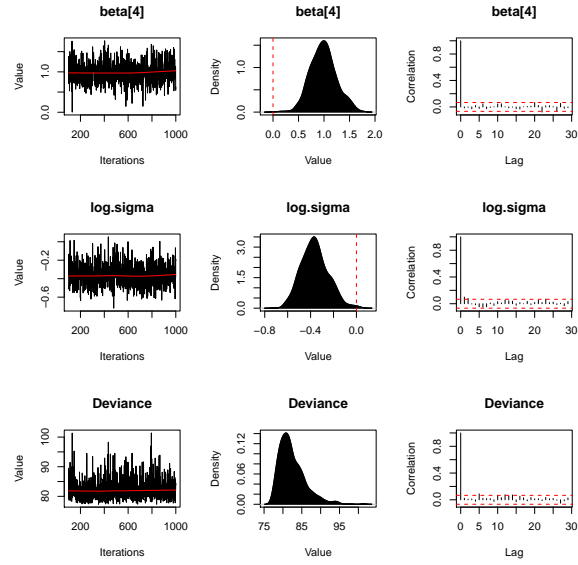 beta[4]
beta[4]
beta[4]
Value
0.0 1.0
200 600 1000
Iterations
Density
0.0 1.0
0.0 0.5 1.0 1.5 2.0
Value
Correlation
0.0 0.4 0.8
0 5 10 20 30
Lag
log.sigma
log.sigma
log.sigma
Value
−0.6 −0.2
200 600 1000
Iterations
Density
0.0 1.5 3.0
−0.8 −0.4 0.0
Value
Correlation
0.0 0.4 0.8
0 5 10 20 30
Lag
Deviance
Deviance
Deviance
Value
80 90 100
200 600 1000
Iterations
Density
0.00 0.06 0.12
75 85 95
Value
Correlation
0.0 0.4 0.8
0 5 10 20 30
Lag